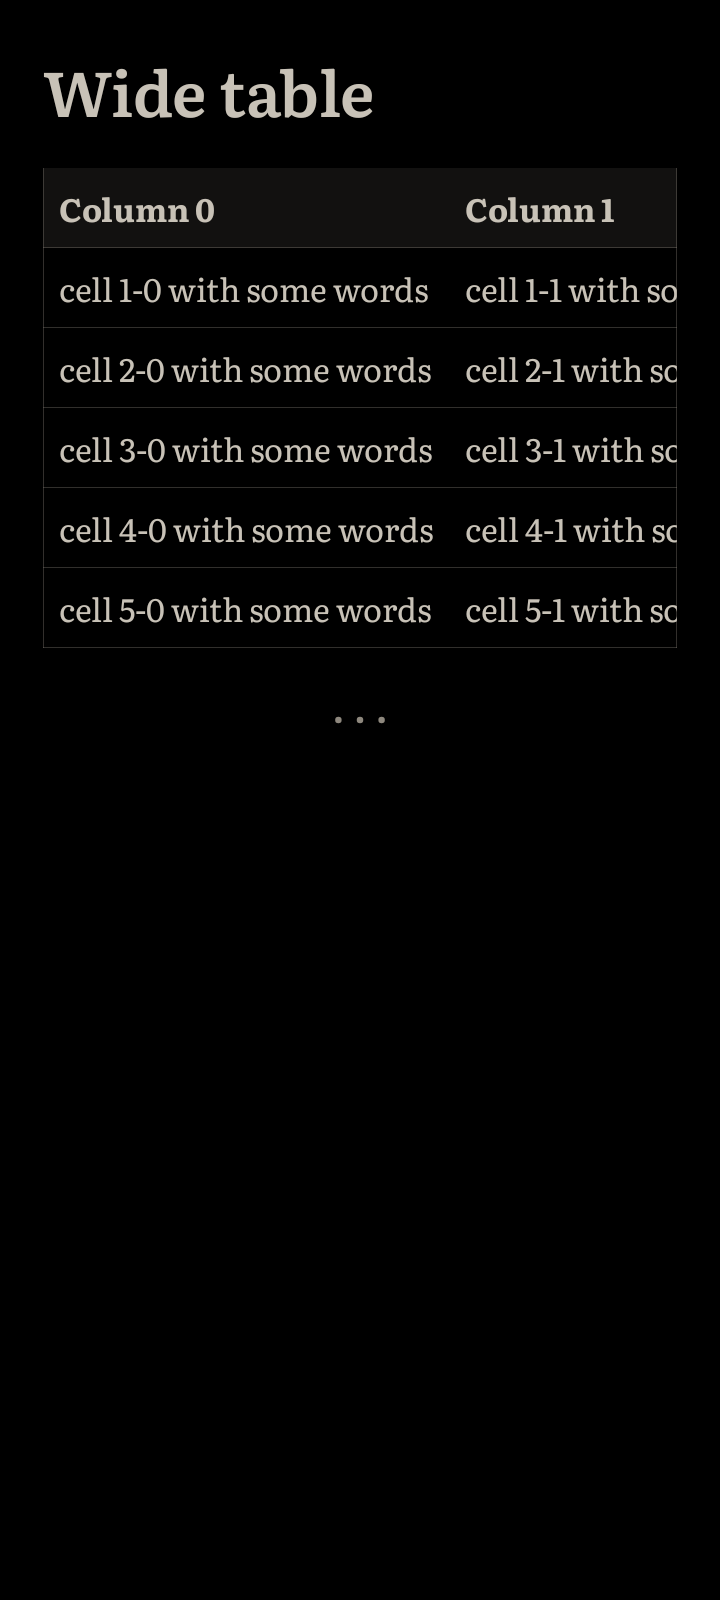 Wide table
Column 0 Column 1
cell 1-0 with some words cell 1-1 with
cell 2-0 with some words cell 2-1 with
cell 3-0 with some words cell 3-1 with
cell 4-0 with some words cell 4-1 with
cell 5-0 with some words cell 5-1 with
. . .